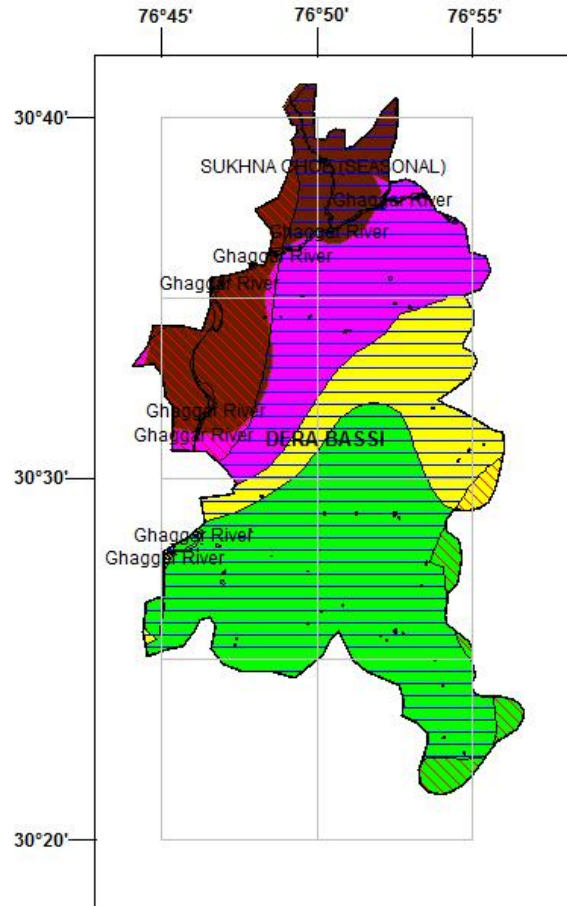 76°45'
76°50'
76°55'
30°40'
SUKHNA CHOE (SEASONAL)
Ghaggar River
Ghaggar River
Ghaggar River
Ghaggar River
Ghaggar River
Ghaggar River
DERA BASSI
30°30'
Ghaggar River
Ghaggar River
30°20'